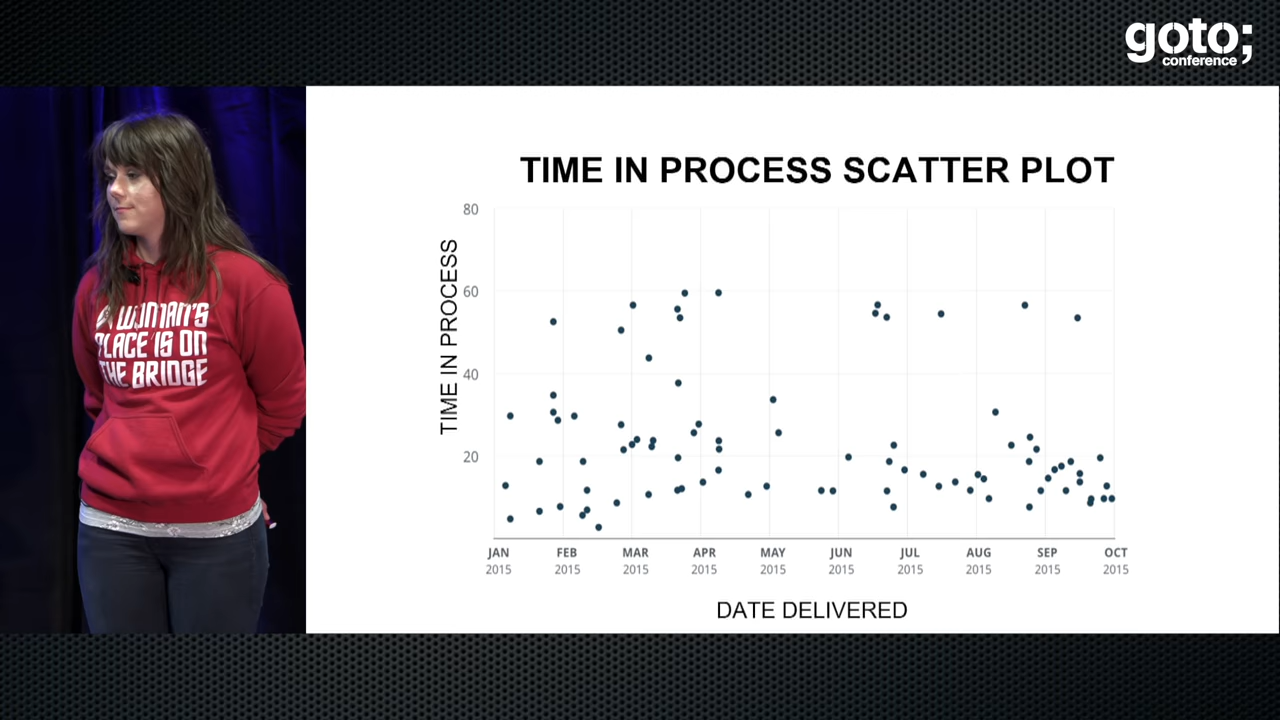 goto;
conference
A WOMAN'S
PLACE IS ON
THE BRIDGE
TIME IN PROCESS SCATTER PLOT
TIME IN PROCESS
80
60
40
20
JAN FEB MAR APR MAY JUN JUL AUG SEP OCT
2015 2015 2015 2015 2015 2015 2015 2015 2015 2015
DATE DELIVERED